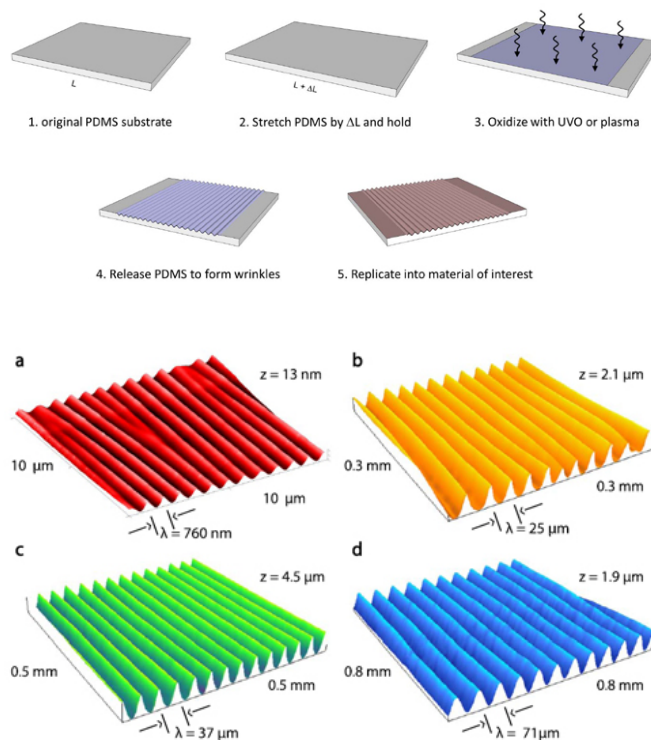 L
L + ΔL
1. original PDMS substrate
2. Stretch PDMS by ΔL and hold
3. Oxidize with UVO or plasma
4. Release PDMS to form wrinkles
5. Replicate into material of interest
a
z = 13 nm
10 µm
10 µm
λ = 760 nm
b
z = 2.1 µm
0.3 mm
0.3 mm
λ = 25 µm
c
z = 4.5 µm
0.5 mm
0.5 mm
λ = 37 µm
d
z = 1.9 µm
0.8 mm
0.8 mm
λ = 71µm